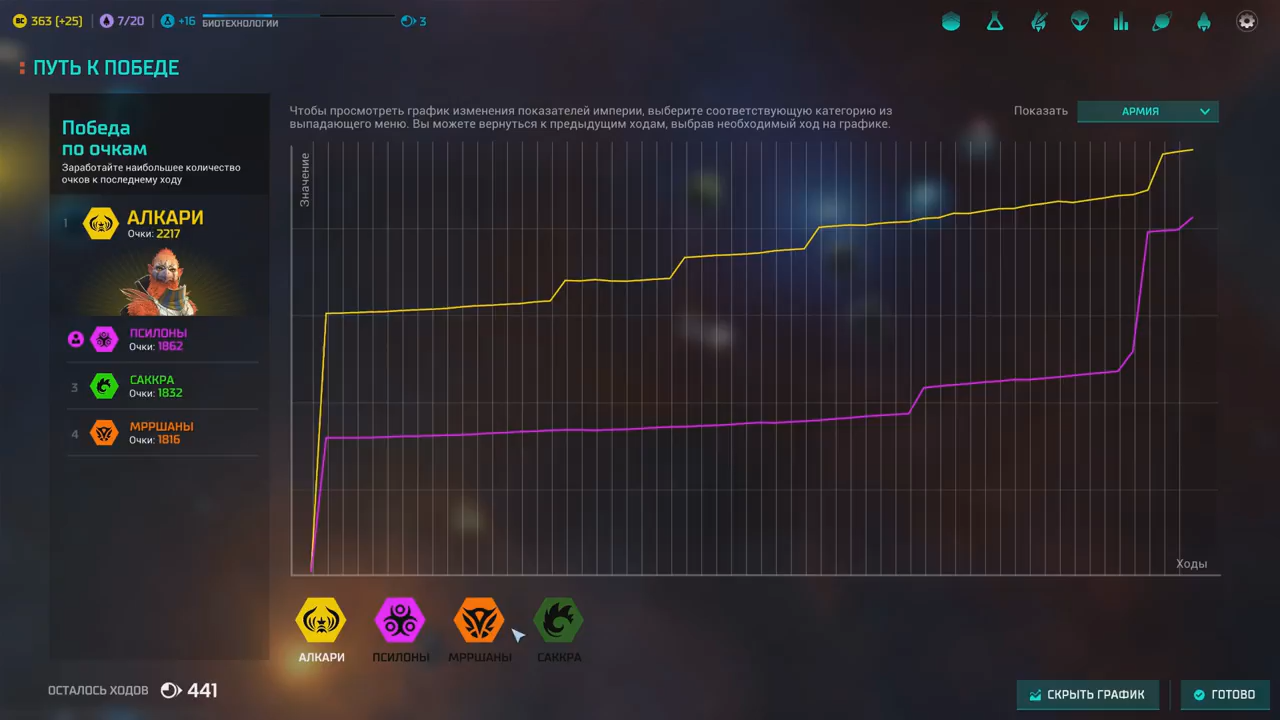 BC 363 (+25)
7/20
+16
БИОТЕХНОЛОГИИ
3
ПУТЬ К ПОБЕДЕ
Победа
по очкам
Заработайте наибольшее количество
очков к последнему ходу
1
АЛКАРИ
Очки: 2217
ПСИЛОНЫ
Очки: 1862
3
САККРА
Очки: 1832
4
МРРШАНЫ
Очки: 1816
Чтобы просмотреть график изменения показателей империи, выберите соответствующую категорию из
выпадающего меню. Вы можете вернуться к предыдущим ходам, выбрав необходимый ход на графике.
Показать
АРМИЯ
Значение
Ходы
АЛКАРИ
ПСИЛОНЫ
МРРШАНЫ
САККРА
ОСТАЛОСЬ ХОДОВ
441
СКРЫТЬ ГРАФИК
ГОТОВО